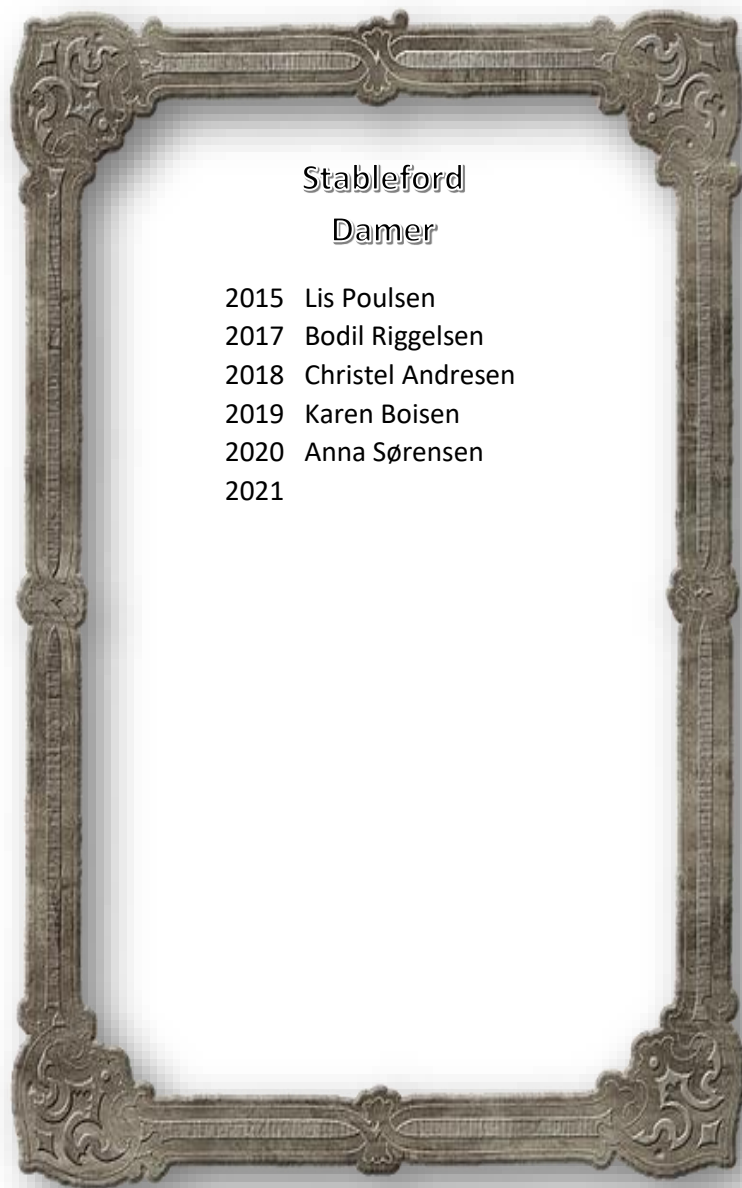 Stableford
Damer
2015 Lis Poulsen
2017 Bodil Riggelsen
2018 Christel Andresen
2019 Karen Boisen
2020 Anna Sørensen
2021